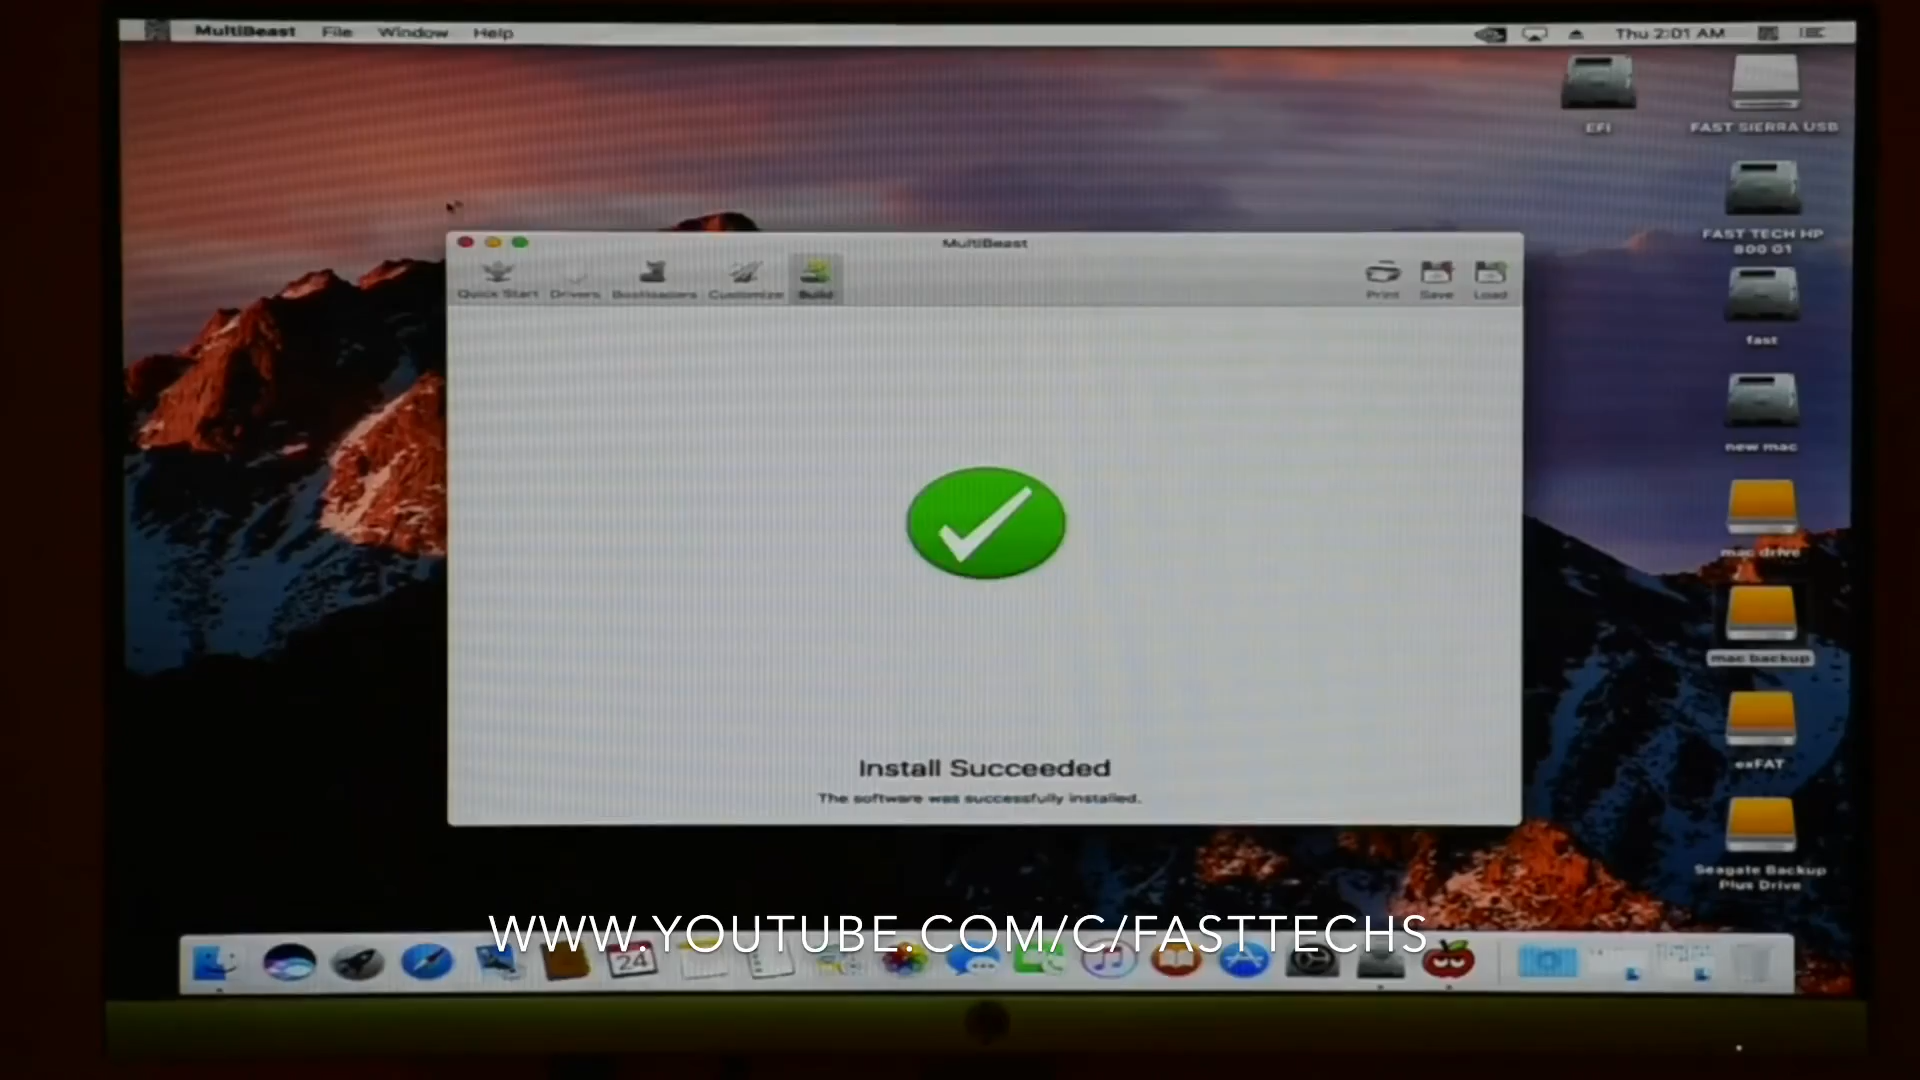 MultiBeast File Window Help
Thu 2:01 AM
EFI
FAST SIERRA USB
FAST TECH HP
800 G1
fast
new mac
mac drive
mac backup
exFAT
Seagate Backup
Plus Drive
MultiBeast
Quick Start Drivers Bootloaders Customize Build
Print Save Load
Install Succeeded
The software was successfully installed.
WWW.YOUTUBE.COM/C/FASTTECHS
24